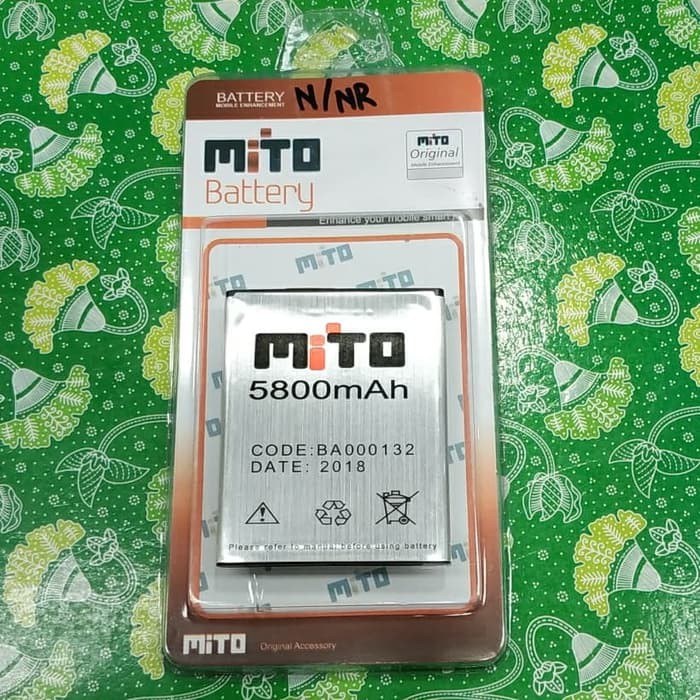 BATTERY N/NR
MOBILE ENHANCEMENT
MiTO
Battery
MiTO
Original
Mobile Enhancement
Enhance your mobile smart
MiTO
MiTO
5800mAh
CODE:BA000132
DATE: 2018
Please refer to manual before using battery
MiTO
MiTO Original Accessory